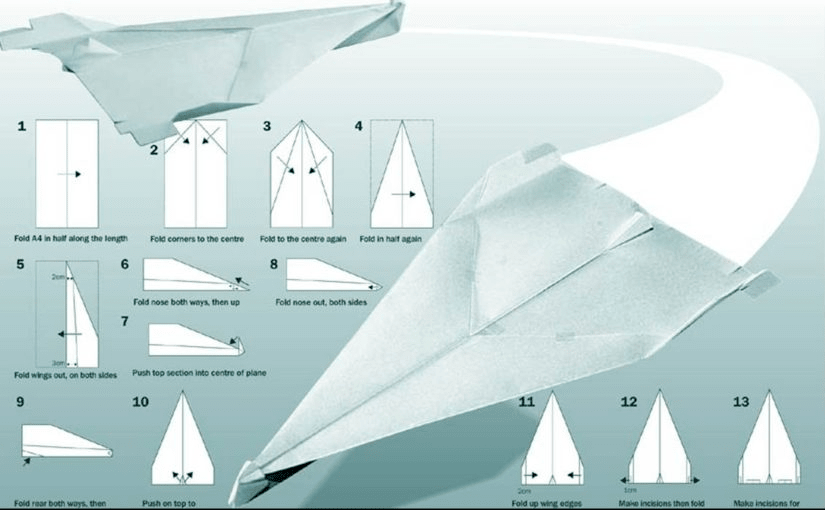 1
Fold A4 in half along the length
2
Fold corners to the centre
3
Fold to the centre again
4
Fold in half again
5
2cm
3cm
Fold wings out, on both sides
6
Fold nose both ways, then up
7
Push top section into centre of plane
8
Fold nose out, both sides
9
Fold rear both ways, then
10
Push on top to
11
2cm
Fold up wing edges
12
1cm
Make incisions then fold
13
Make incisions for